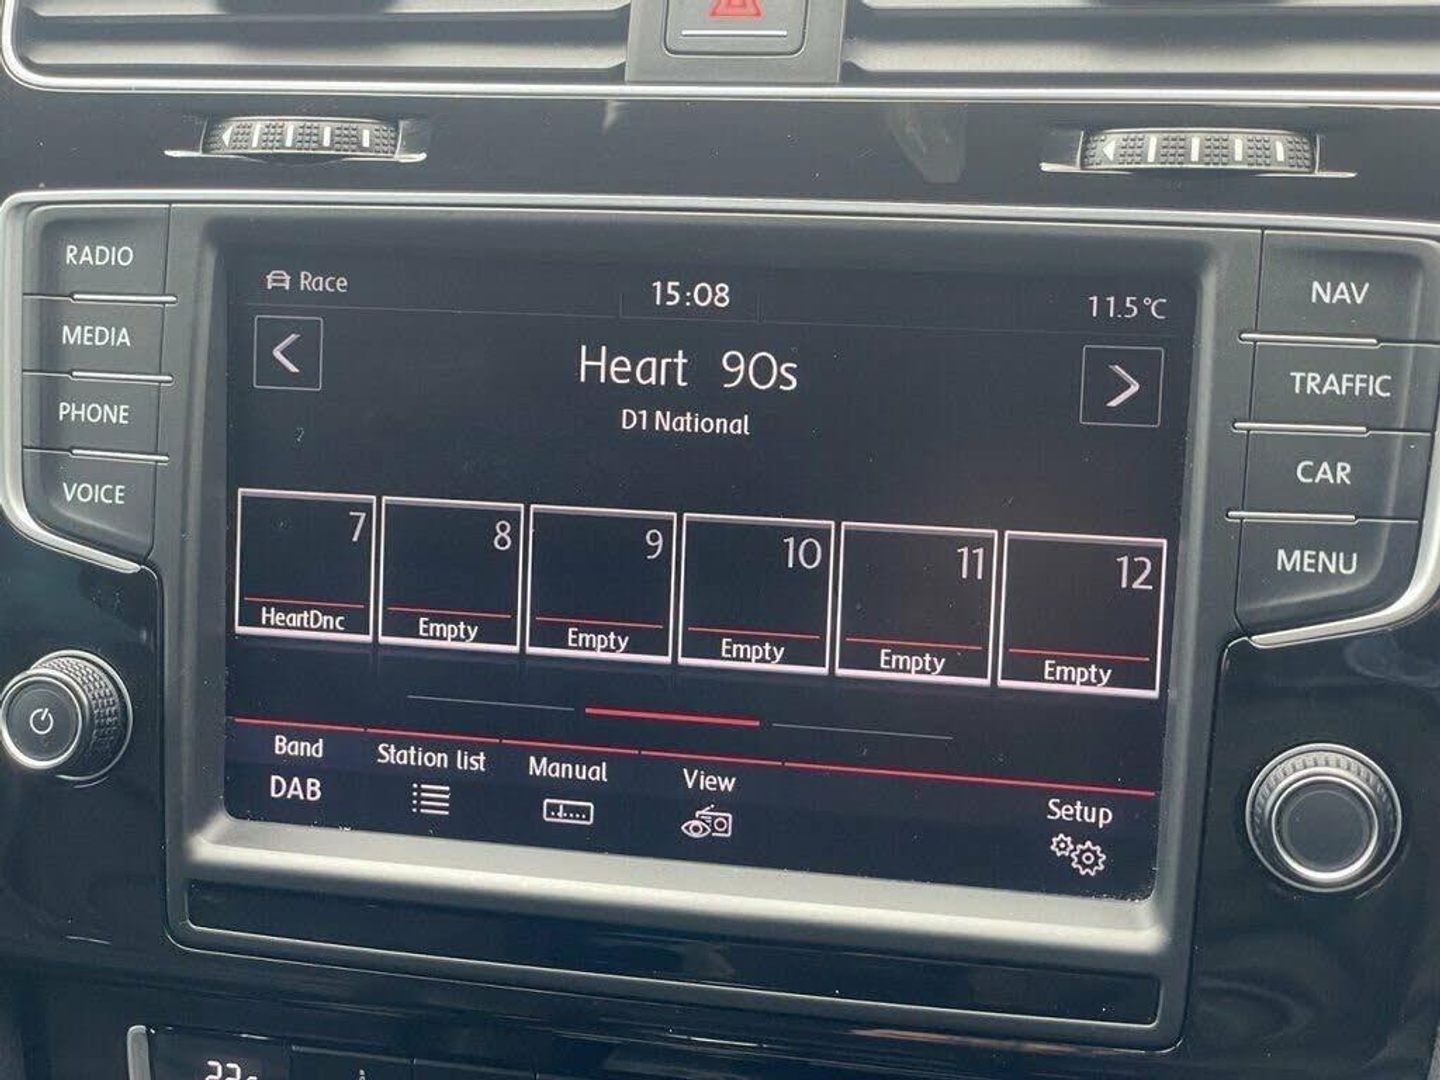 RADIO
MEDIA
PHONE
VOICE
Race
15:08
11.5°C
Heart 90s
D1 National
7
8
9
10
11
12
HeartDnc
Empty
Empty
Empty
Empty
Empty
Band
DAB
Station list
Manual
View
Setup
NAV
TRAFFIC
CAR
MENU